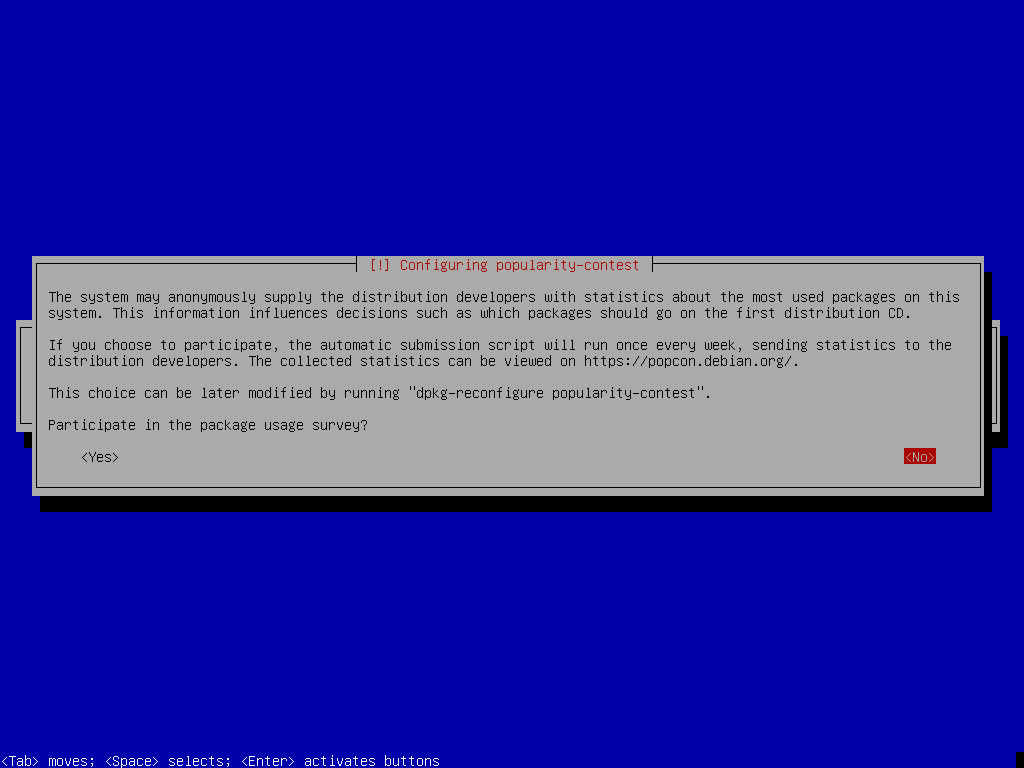 [!] Configuring popularity-contest
The system may anonymously supply the distribution developers with statistics about the most used packages on this
system. This information influences decisions such as which packages should go on the first distribution CD.
If you choose to participate, the automatic submission script will run once every week, sending statistics to the
distribution developers. The collected statistics can be viewed on https://popcon.debian.org/.
This choice can be later modified by running "dpkg-reconfigure popularity-contest".
Participate in the package usage survey?
<Yes> <No>
<Tab> moves; <Space> selects; <Enter> activates buttons